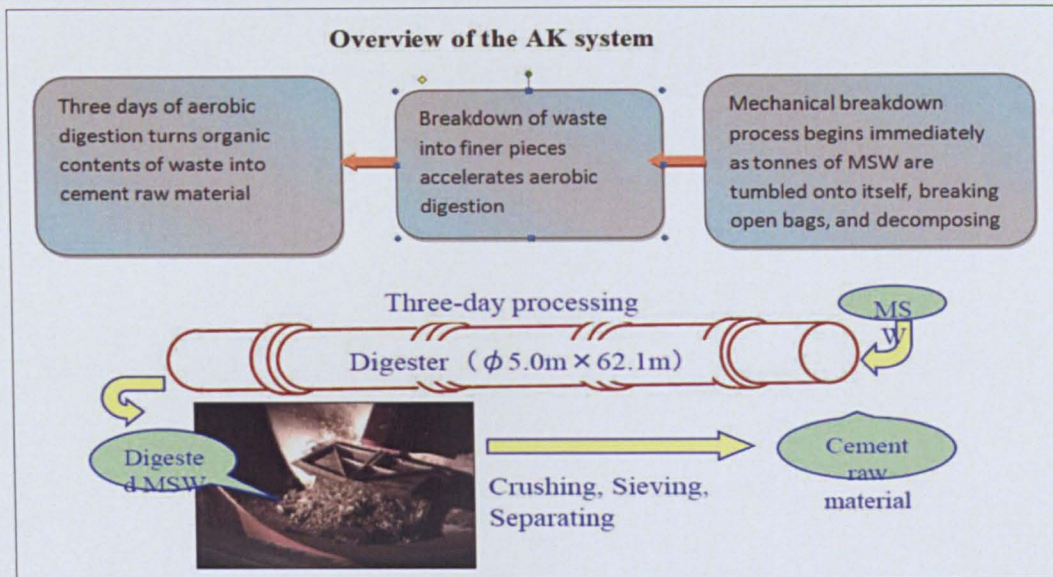 Overview of the AK system
Three days of aerobic
digestion turns organic
contents of waste into
cement raw material
Breakdown of waste
into finer pieces
accelerates aerobic
digestion
Mechanical breakdown
process begins immediately
as tonnes of MSW are
tumbled onto itself, breaking
open bags, and decomposing
Three-day processing
MS
W
Digester（ϕ5.0m×62.1m）
Digeste
d MSW
Crushing, Sieving,
Separating
Cement
raw
material